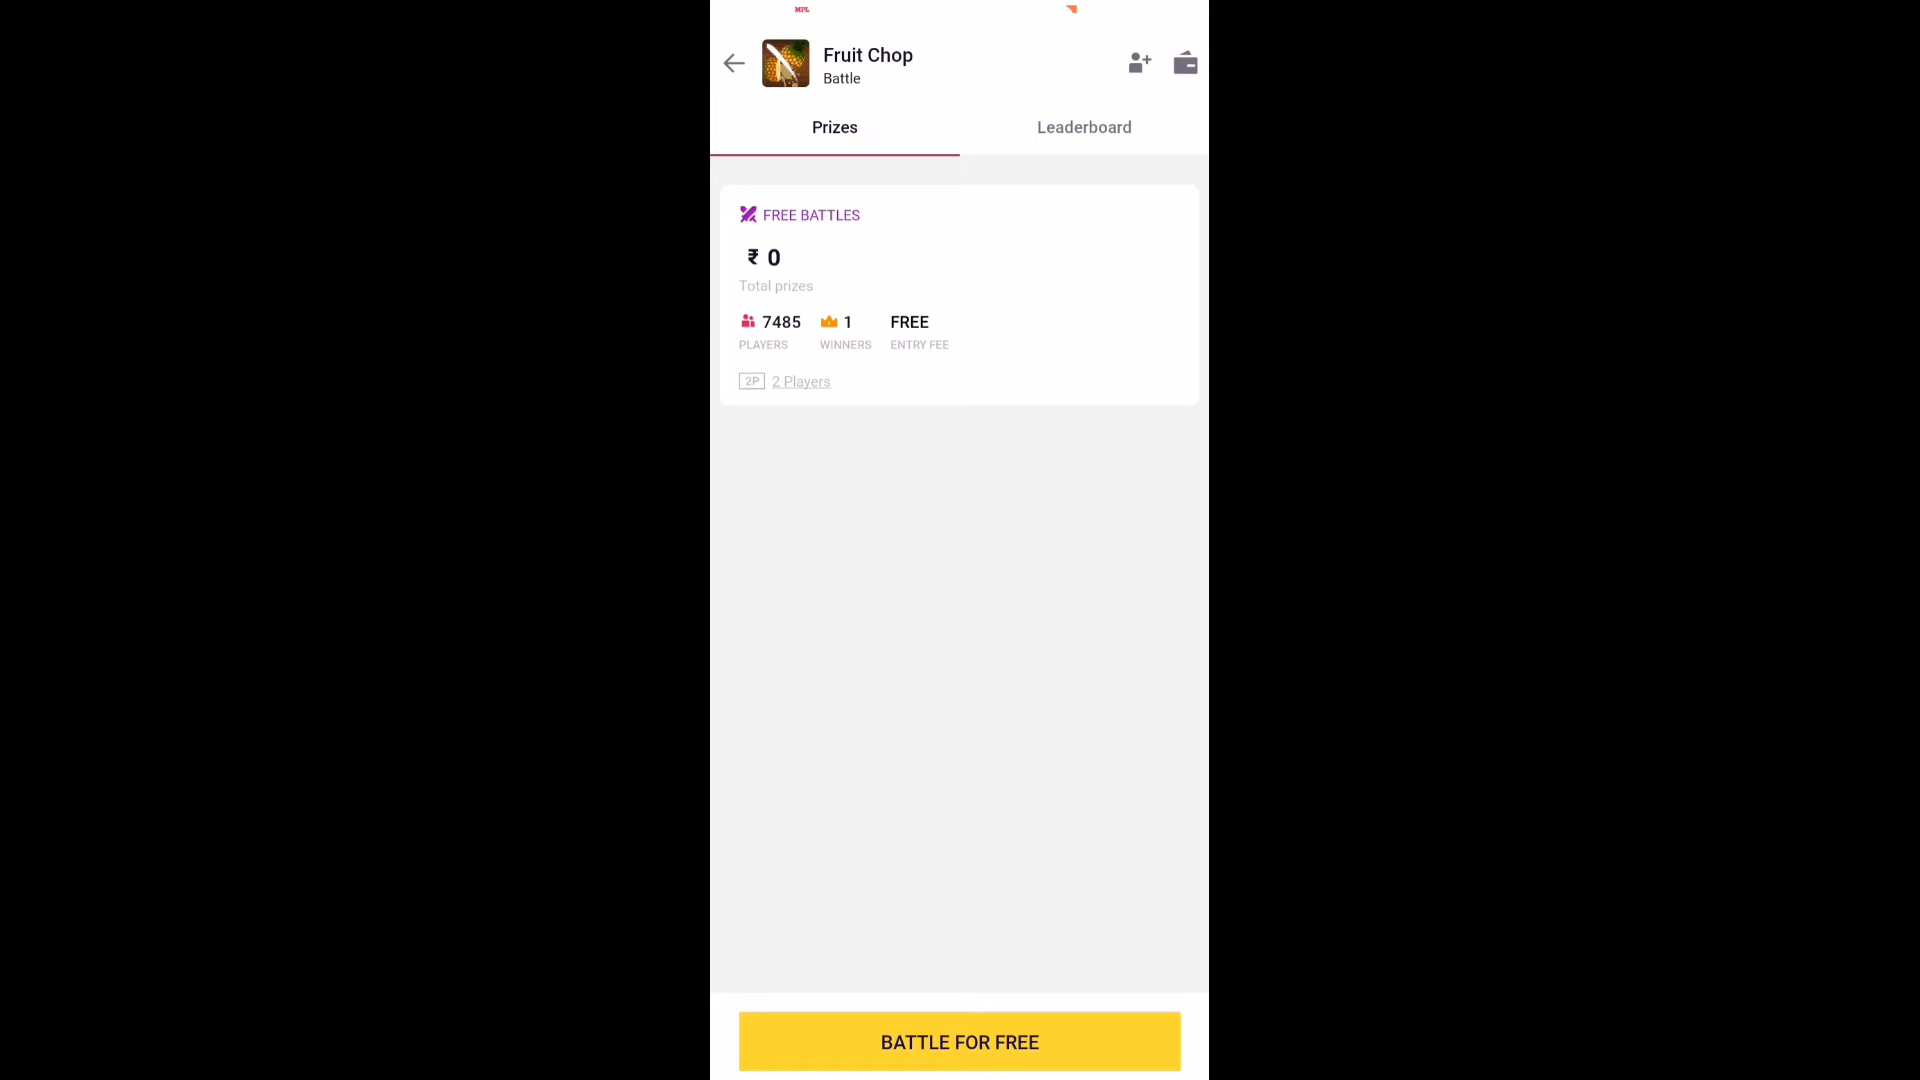 MPL
Fruit Chop
Battle
Prizes
Leaderboard
FREE BATTLES
₹ 0
Total prizes
7485
1
FREE
PLAYERS
WINNERS
ENTRY FEE
2P 2 Players
BATTLE FOR FREE